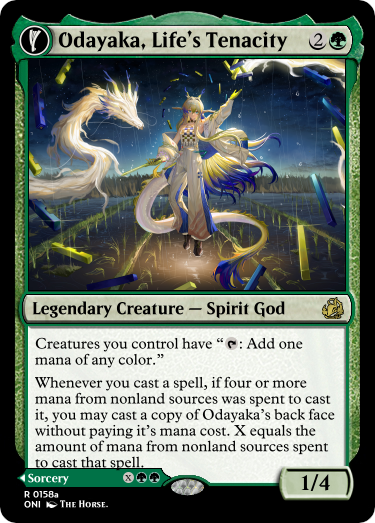 Odayaka, Life's Tenacity 2
Legendary Creature — Spirit God
Creatures you control have “: Add one
mana of any color.”
Whenever you cast a spell, if four or more
mana from nonland sources was spent to cast
it, you may cast a copy of Odayaka's back face
without paying it's mana cost. X equals the
amount of mana from nonland sources spent
to cast that spell.
Sorcery X
1/4
R 0158a
ONI The Horse.